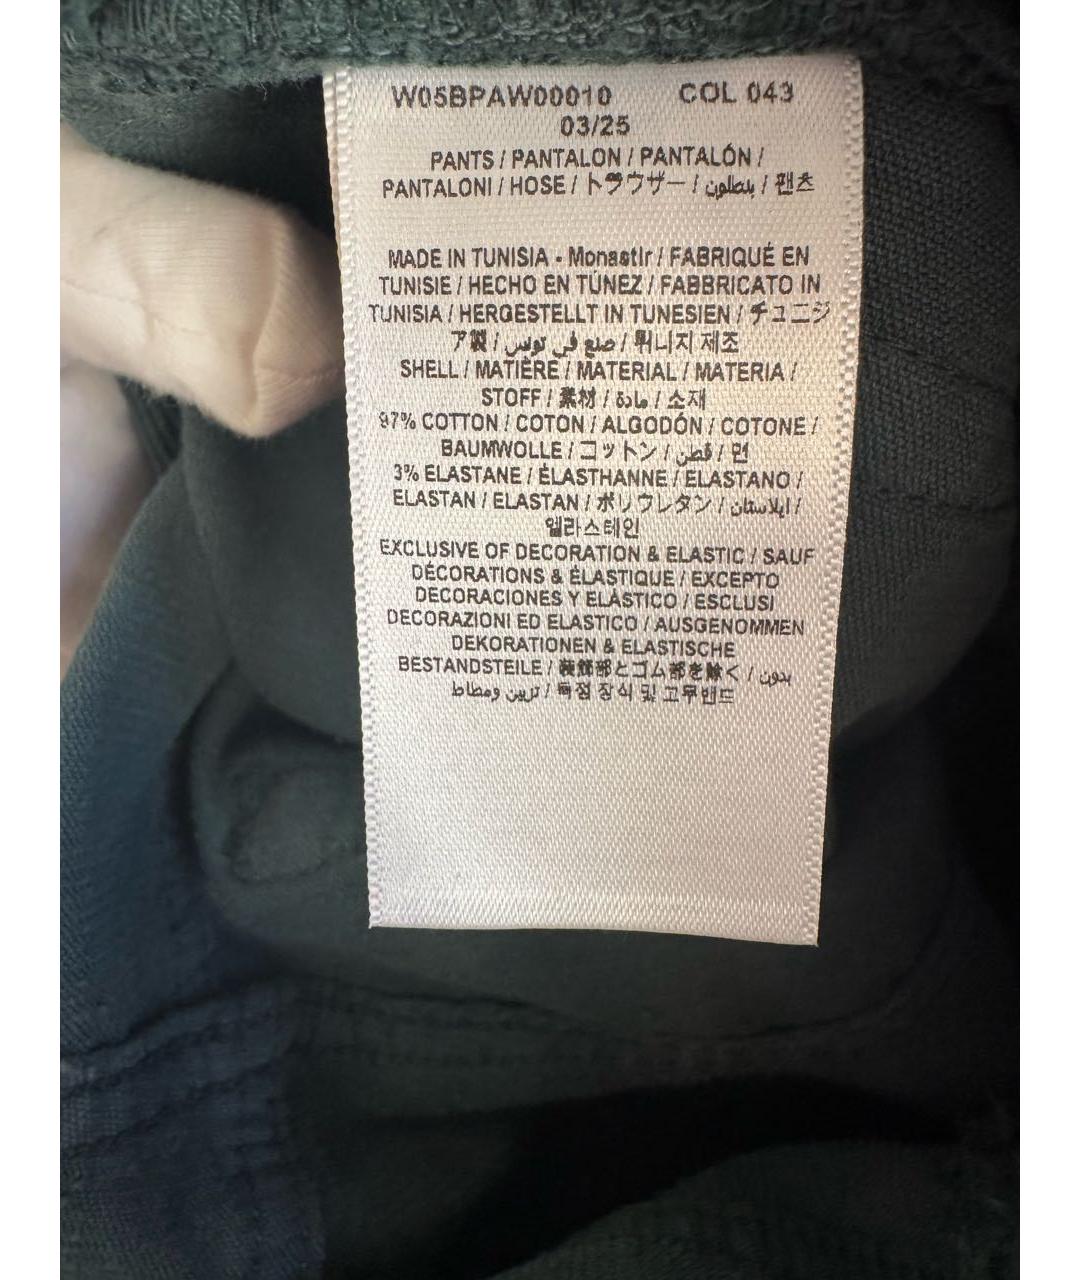 W05BPAW00010 COL 043
03/25
PANTS / PANTALON / PANTALÓN /
PANTALONI / HOSE / トラウザー / بنطلون / 팬츠
MADE IN TUNISIA - Monastir / FABRIQUÉ EN
TUNISIE / HECHO EN TÚNEZ / FABBRICATO IN
TUNISIA / HERGESTELLT IN TUNESIEN / チュニジ
ア製 / صنع في تونس / 튀니지 제조
SHELL / MATIÈRE / MATERIAL / MATERIA /
STOFF / 素材 / مادة / 소재
97% COTTON / COTON / ALGODÓN / COTONE /
BAUMWOLLE / コットン / قطن / 면
3% ELASTANE / ÉLASTHANNE / ELASTANO /
ELASTAN / ELASTAN / ポリウレタン / ايلاستان /
엘라스테인
EXCLUSIVE OF DECORATION & ELASTIC / SAUF
DÉCORATIONS & ÉLASTIQUE / EXCEPTO
DECORACIONES Y ELÁSTICO / ESCLUSI
DECORAZIONI ED ELASTICO / AUSGENOMMEN
DEKORATIONEN & ELASTISCHE
BESTANDSTEILE / 装飾部とゴム部を除く / بدون
تزيين ومطاط / 독점 장식 및 고무밴드